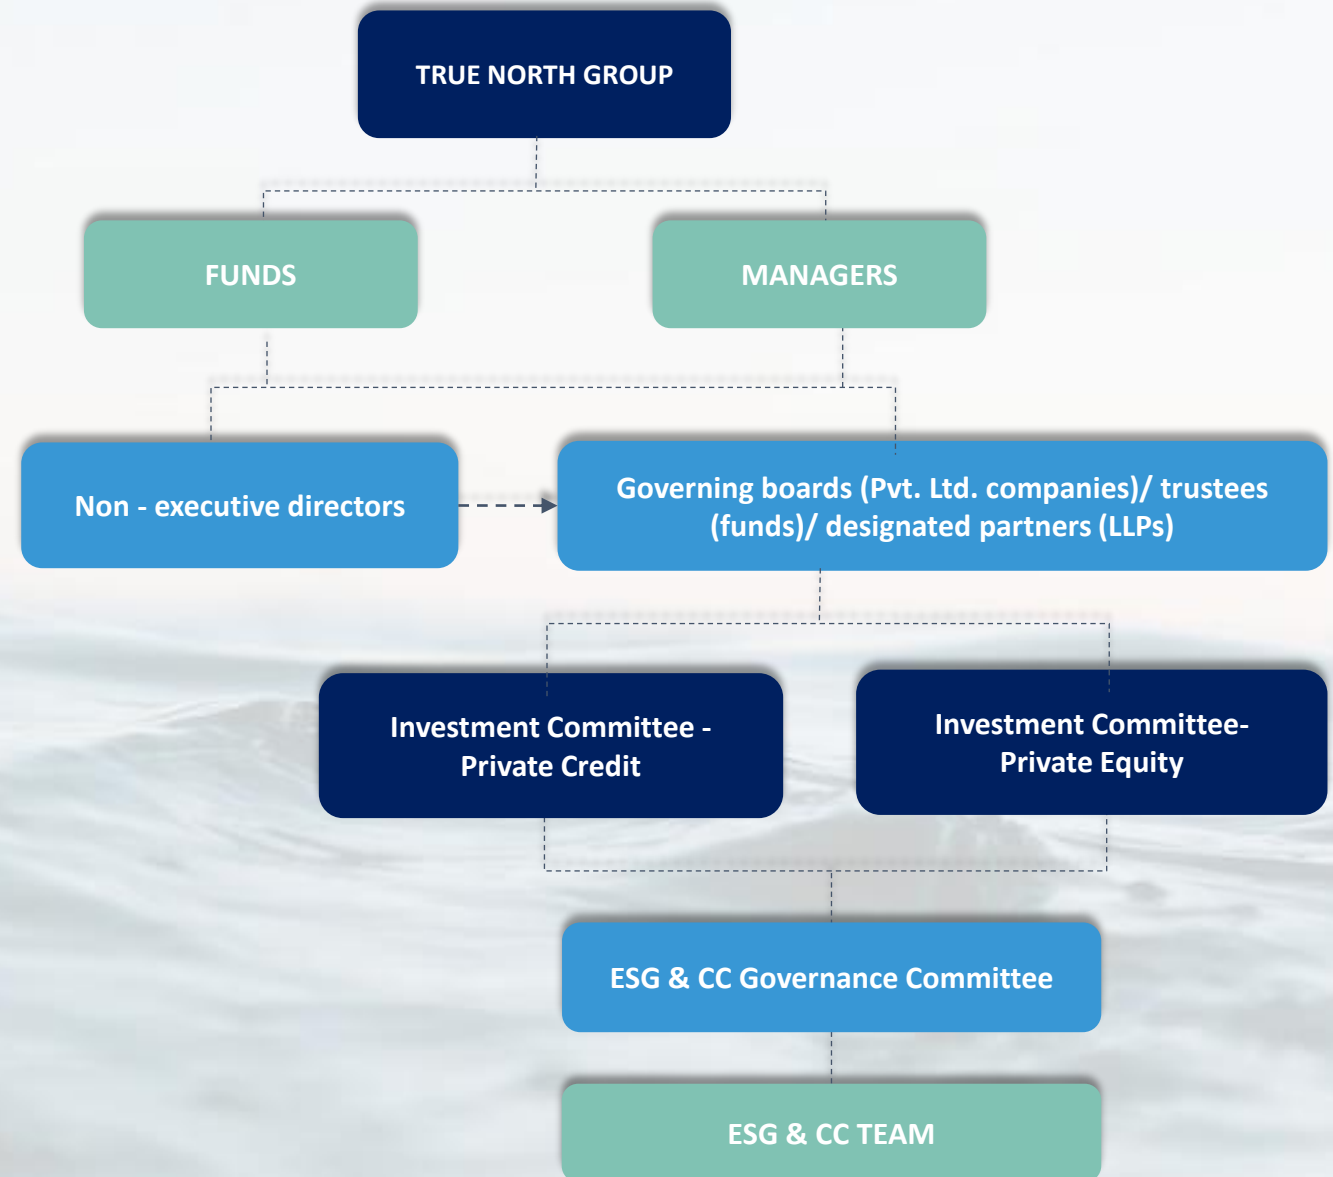 TRUE NORTH GROUP
FUNDS
MANAGERS
Non - executive directors
Governing boards (Pvt. Ltd. companies)/ trustees
(funds)/ designated partners (LLPs)
Investment Committee -
Private Credit
Investment Committee-
Private Equity
ESG & CC Governance Committee
ESG & CC TEAM